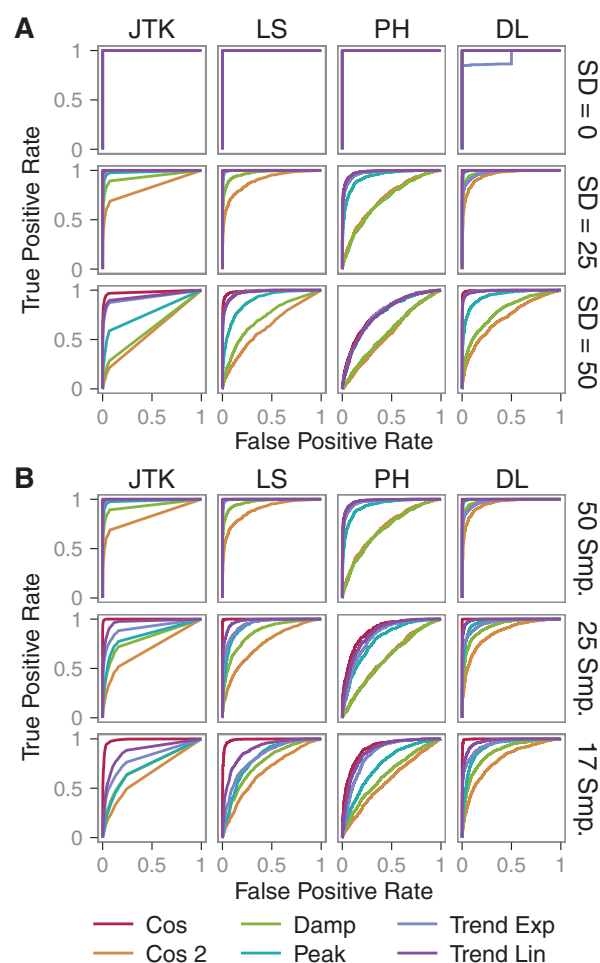 A JTK LS PH DL
1
0.5
0
SD = 0
1
0.5
0
SD = 25
1
0.5
0
SD = 50
True Positive Rate
0 0.5 1 0 0.5 1 0 0.5 1 0 0.5 1
False Positive Rate
B JTK LS PH DL
1
0.5
0
50 Smp.
1
0.5
0
25 Smp.
1
0.5
0
17 Smp.
True Positive Rate
0 0.5 1 0 0.5 1 0 0.5 1 0 0.5 1
False Positive Rate
Cos Damp Trend Exp
Cos 2 Peak Trend Lin